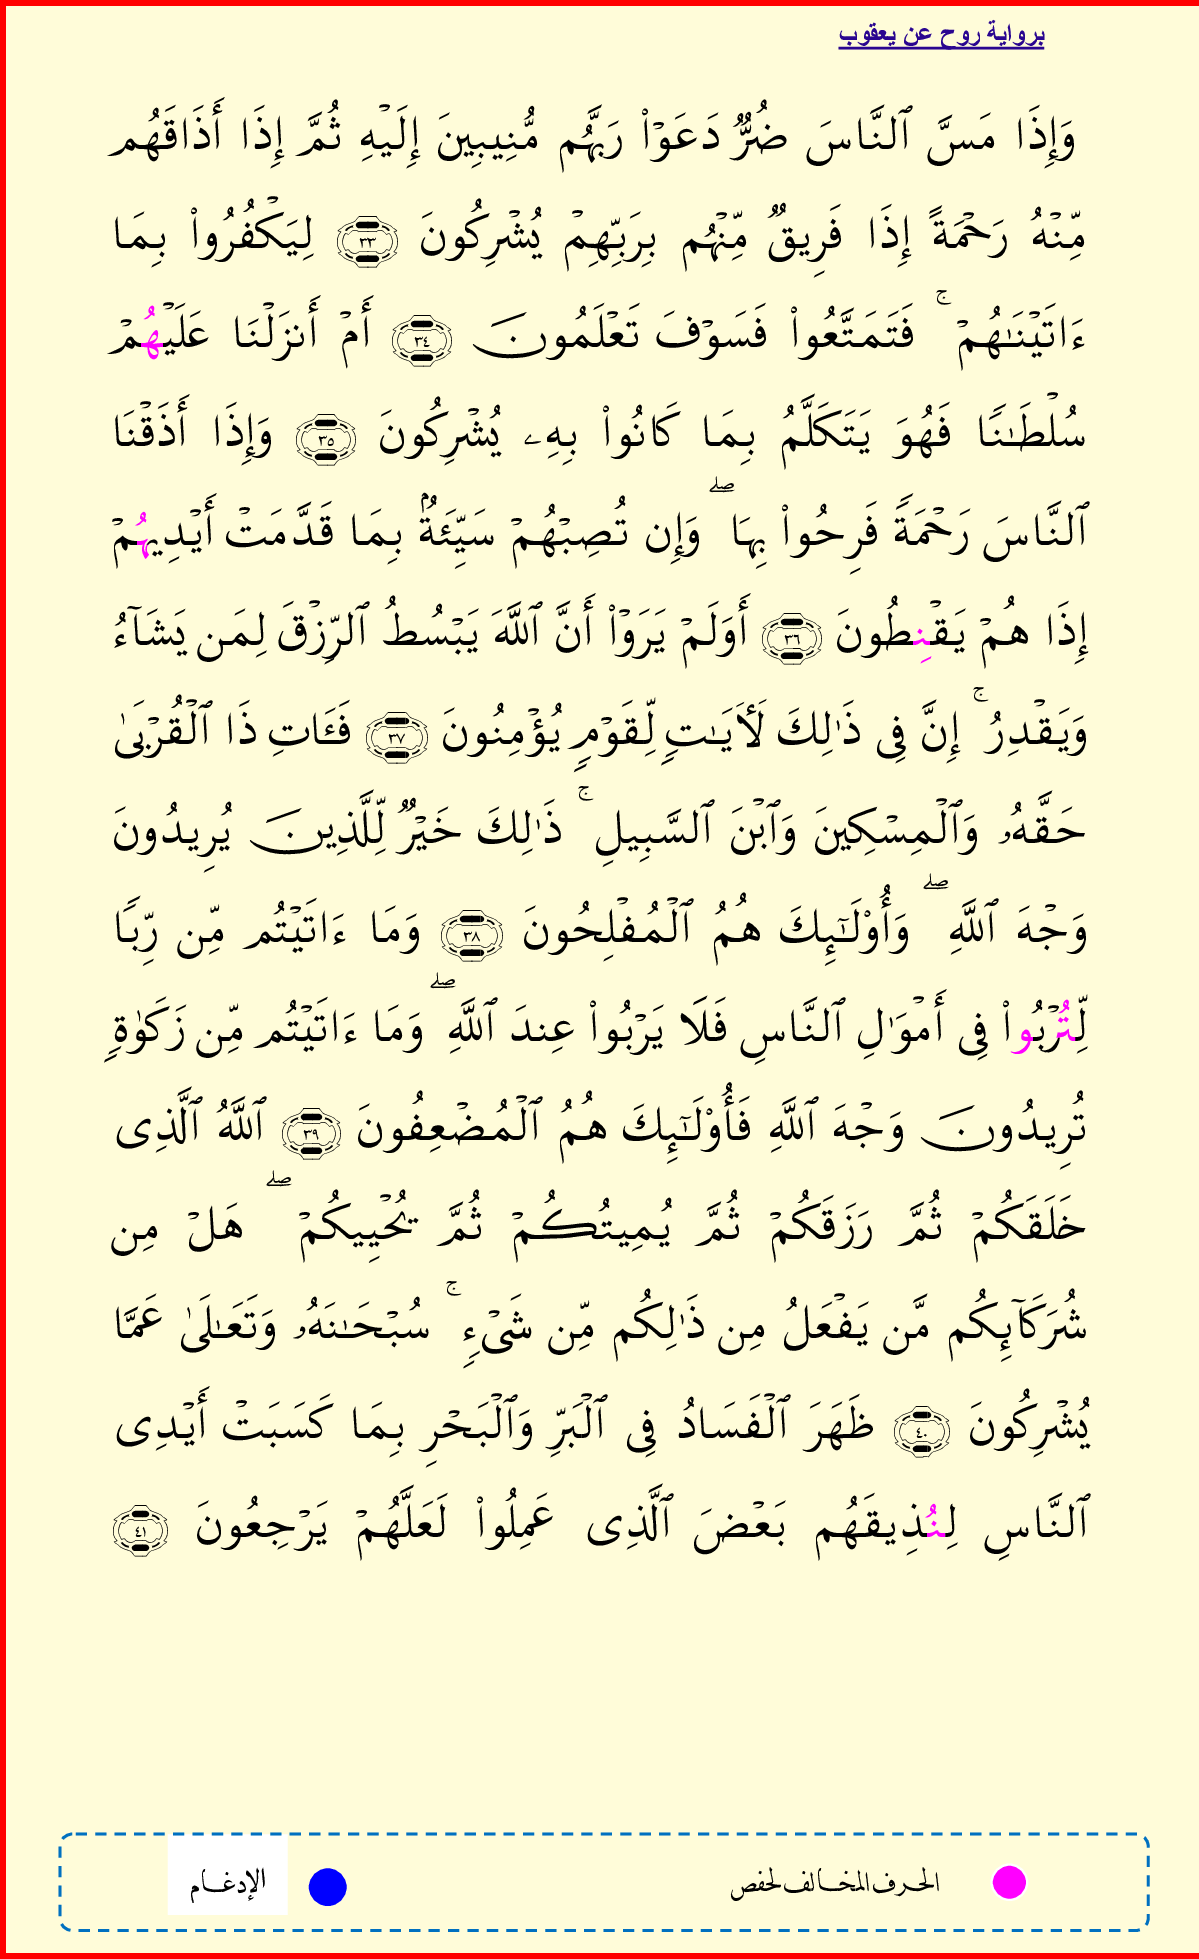 برواية روح عن يعقوب
وَإِذَا مَسَّ ٱلنَّاسَ ضُرٌّ دَعَوۡاْ رَبَّهُم مُّنِيبِينَ إِلَيۡهِ ثُمَّ إِذَا أَذَاقَهُم
مِّنۡهُ رَحۡمَةً إِذَا فَرِيقٌ مِّنۡهُم بِرَبِّهِمۡ يُشۡرِكُونَ ٣٣ لِيَكۡفُرُواْ بِمَا
ءَاتَيۡنَٰهُمۡۚ فَتَمَتَّعُواْ فَسَوۡفَ تَعۡلَمُونَ ٣٤ أَمۡ أَنزَلۡنَا عَلَيۡهُمۡ
سُلۡطَٰنًا فَهُوَ يَتَكَلَّمُ بِمَا كَانُواْ بِهِۦ يُشۡرِكُونَ ٣٥ وَإِذَا أَذَقۡنَا
ٱلنَّاسَ رَحۡمَةً فَرِحُواْ بِهَاۖ وَإِن تُصِبۡهُمۡ سَيِّئَةُۢ بِمَا قَدَّمَتۡ أَيۡدِيهُمۡ
إِذَا هُمۡ يَقۡنِطُونَ ٣٦ أَوَلَمۡ يَرَوۡاْ أَنَّ ٱللَّهَ يَبۡسُطُ ٱلرِّزۡقَ لِمَن يَشَآءُ
وَيَقۡدِرُۚ إِنَّ فِي ذَٰلِكَ لَأٓيَٰتٍ لِّقَوۡمٍ يُؤۡمِنُونَ ٣٧ فَـَٔاتِ ذَا ٱلۡقُرۡبَىٰ
حَقَّهُۥ وَٱلۡمِسۡكِينَ وَٱبۡنَ ٱلسَّبِيلِۚ ذَٰلِكَ خَيۡرٌ لِّلَّذِينَ يُرِيدُونَ
وَجۡهَ ٱللَّهِۖ وَأُوْلَٰٓئِكَ هُمُ ٱلۡمُفۡلِحُونَ ٣٨ وَمَا ءَاتَيۡتُم مِّن رِّبًا
لِّتُرۡبُواْ فِي أَمۡوَٰلِ ٱلنَّاسِ فَلَا يَرۡبُواْ عِندَ ٱللَّهِۖ وَمَا ءَاتَيۡتُم مِّن زَكَوٰةٍ
تُرِيدُونَ وَجۡهَ ٱللَّهِ فَأُوْلَٰٓئِكَ هُمُ ٱلۡمُضۡعِفُونَ ٣٩ ٱللَّهُ ٱلَّذِي
خَلَقَكُمۡ ثُمَّ رَزَقَكُمۡ ثُمَّ يُمِيتُكُمۡ ثُمَّ يُحۡيِيكُمۡۖ هَلۡ مِن
شُرَكَآئِكُم مَّن يَفۡعَلُ مِن ذَٰلِكُم مِّن شَيۡءٍۚ سُبۡحَٰنَهُۥ وَتَعَٰلَىٰ عَمَّا
يُشۡرِكُونَ ٤٠ ظَهَرَ ٱلۡفَسَادُ فِي ٱلۡبَرِّ وَٱلۡبَحۡرِ بِمَا كَسَبَتۡ أَيۡدِي
ٱلنَّاسِ لِنُذِيقَهُم بَعۡضَ ٱلَّذِي عَمِلُواْ لَعَلَّهُمۡ يَرۡجِعُونَ ٤١
الحرف المخالف لحفص الإدغام